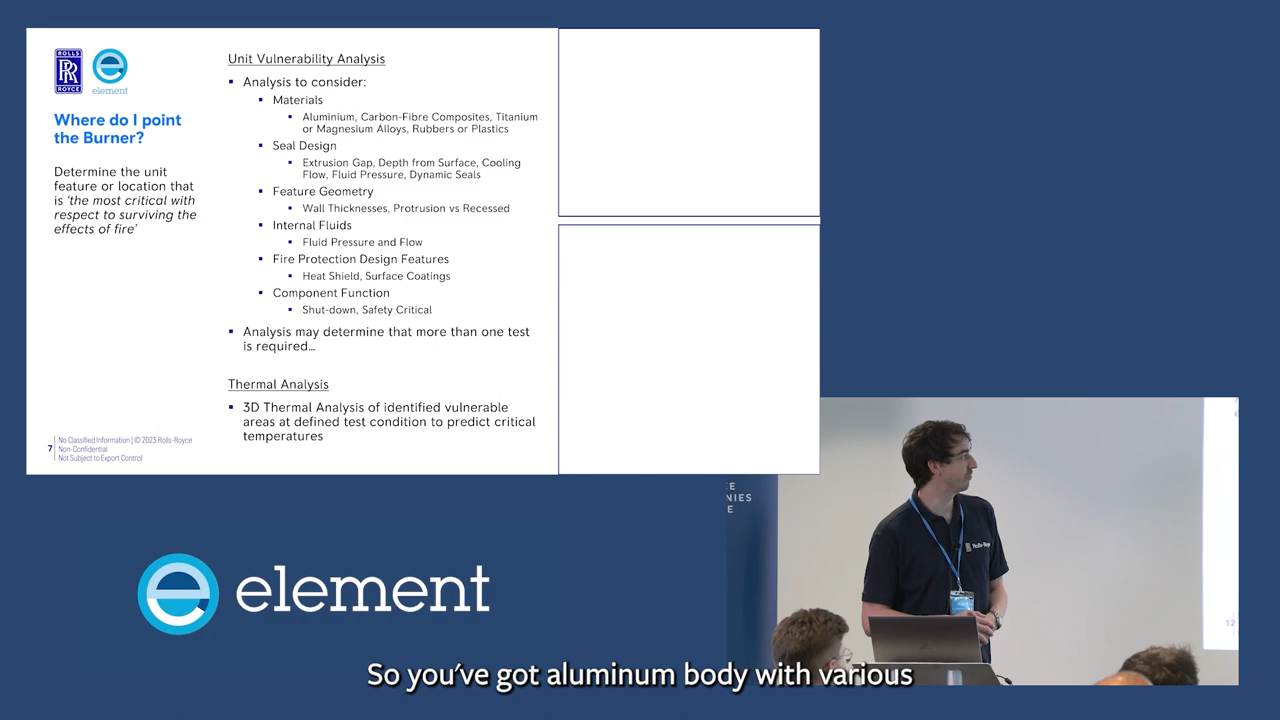 ROLLS
RR
ROYCE
element
Where do I point
the Burner?
Determine the unit
feature or location that
is ‘the most critical with
respect to surviving the
effects of fire’
Unit Vulnerability Analysis
Analysis to consider:
Materials
Aluminium, Carbon-Fibre Composites, Titanium
or Magnesium Alloys, Rubbers or Plastics
Seal Design
Extrusion Gap, Depth from Surface, Cooling
Flow, Fluid Pressure, Dynamic Seals
Feature Geometry
Wall Thicknesses, Protrusion vs Recessed
Internal Fluids
Fluid Pressure and Flow
Fire Protection Design Features
Heat Shield, Surface Coatings
Component Function
Shut-down, Safety Critical
Analysis may determine that more than one test
is required...
Thermal Analysis
3D Thermal Analysis of identified vulnerable
areas at defined test condition to predict critical
temperatures
7
No Classified Information | © 2023 Rolls-Royce
Non-Confidential
Not Subject to Export Control
NIES
Rolls-Roy
12
element
So you've got aluminum body with various